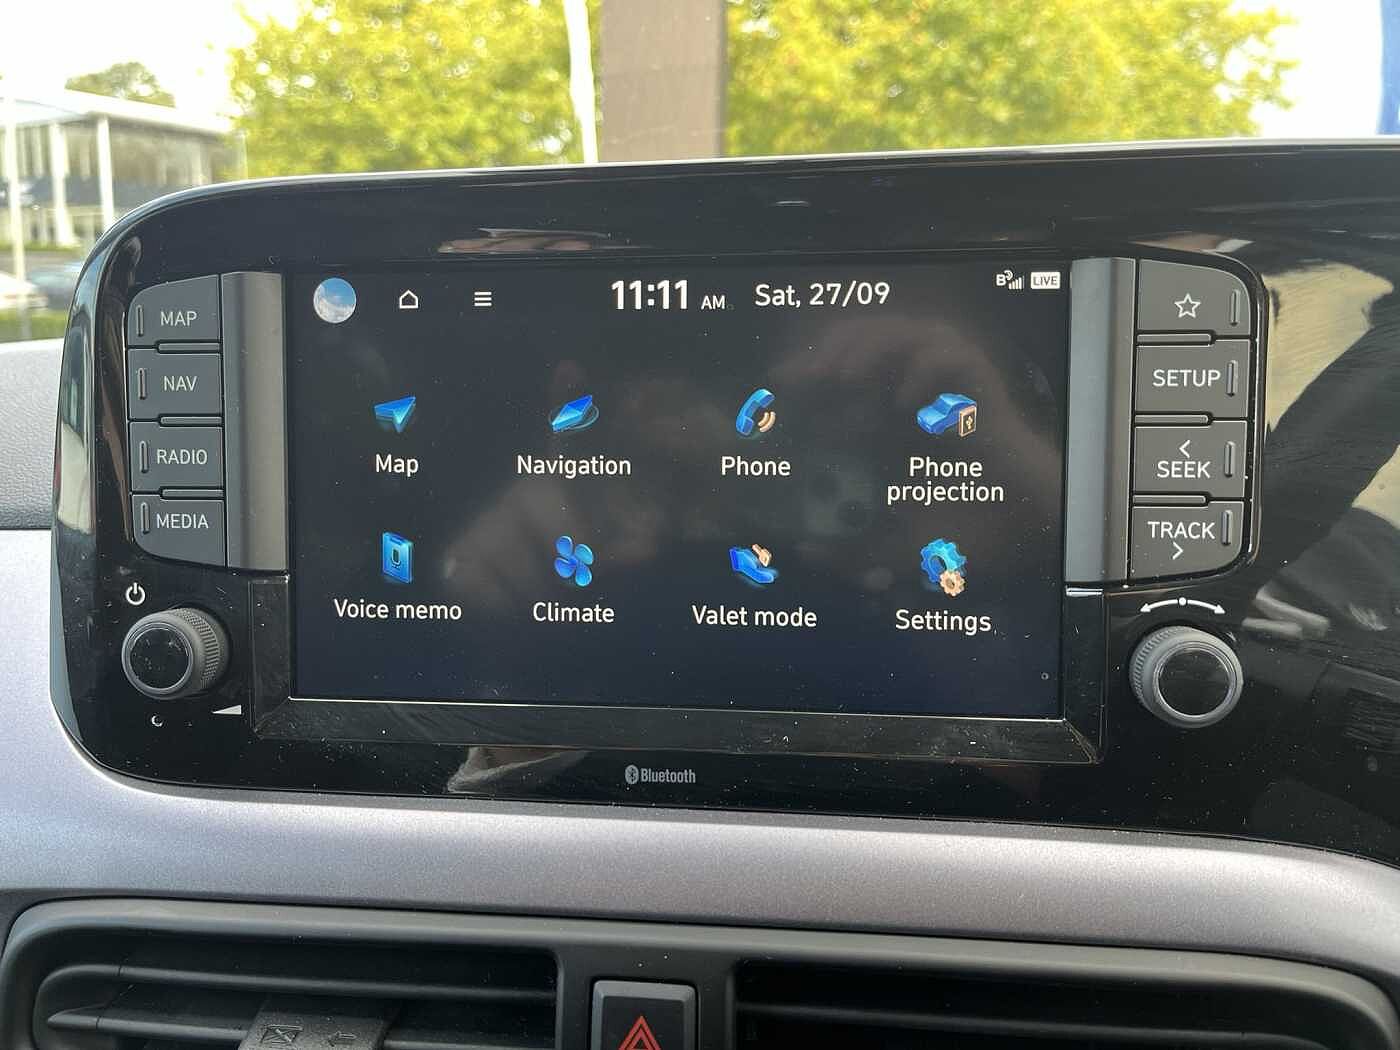 11:11 AM Sat, 27/09
B LIVE
MAP
NAV
RADIO
MEDIA
Map
Navigation
Phone
Phone
projection
Voice memo
Climate
Valet mode
Settings
SETUP
<
SEEK
TRACK
>
Bluetooth